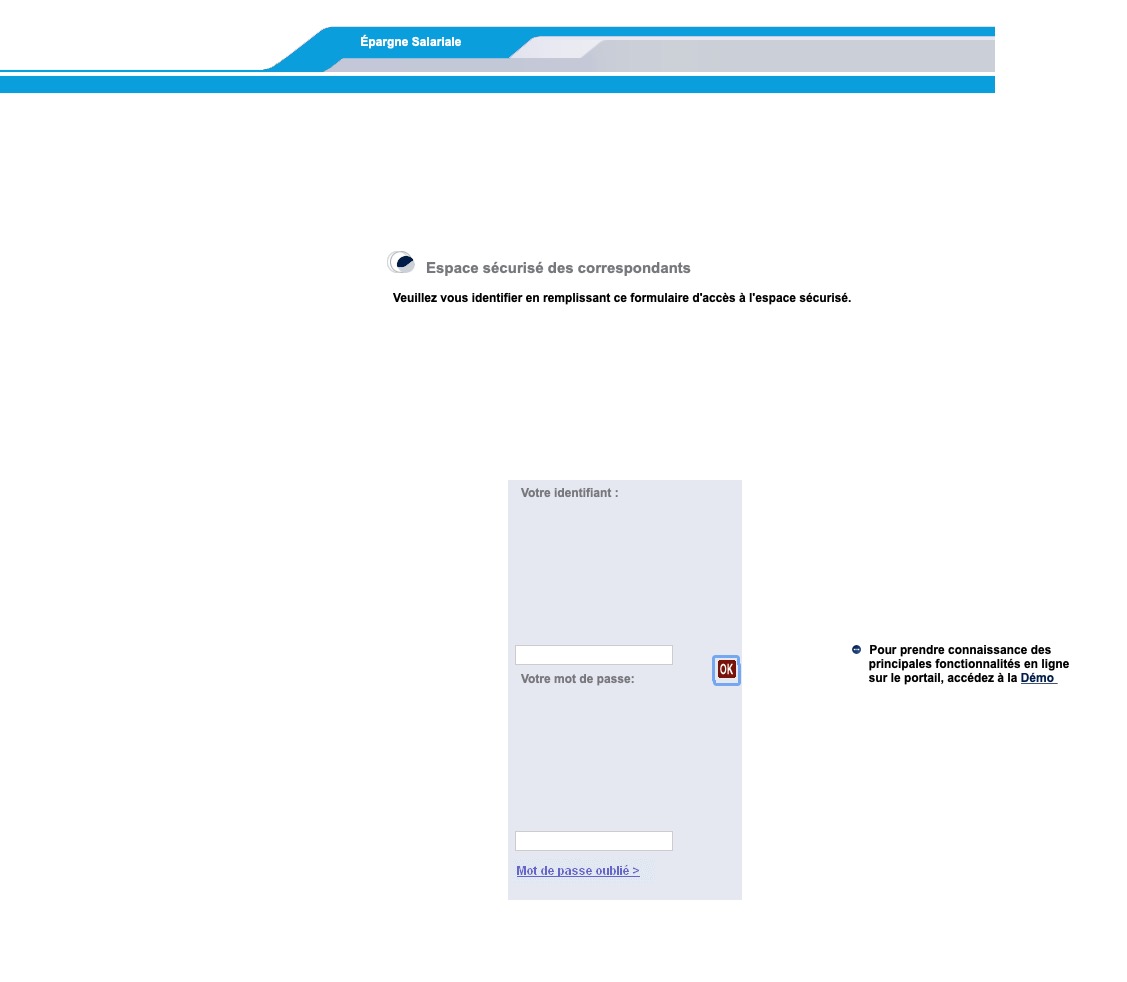 Épargne Salariale
Espace sécurisé des correspondants
Veuillez vous identifier en remplissant ce formulaire d'accès à l'espace sécurisé.
Votre identifiant :
OK
Votre mot de passe:
Mot de passe oublié >
Pour prendre connaissance des
principales fonctionnalités en ligne
sur le portail, accédez à la Démo